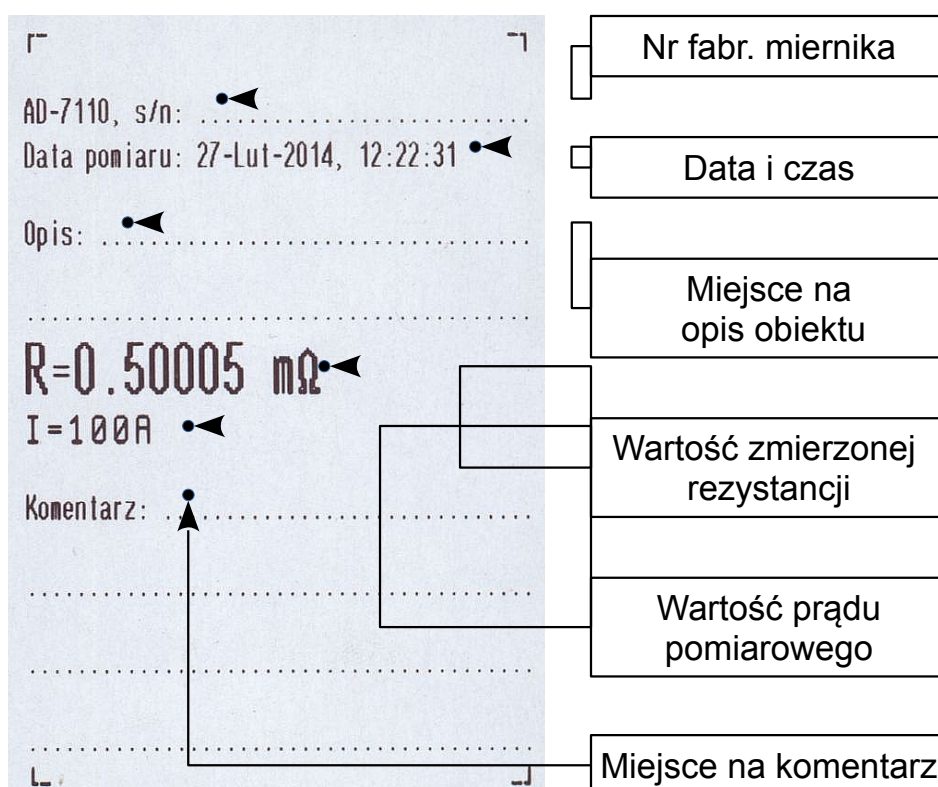 AD-7110, s/n: ..............................
Data pomiaru: 27-Lut-2014, 12:22:31
Opis: .......................................
R=0.50005 mΩ
I=100A
Komentarz: .................................
Nr fabr. miernika
Data i czas
Miejsce na
opis obiektu
Wartość zmierzonej
rezystancji
Wartość prądu
pomiarowego
Miejsce na komentarz